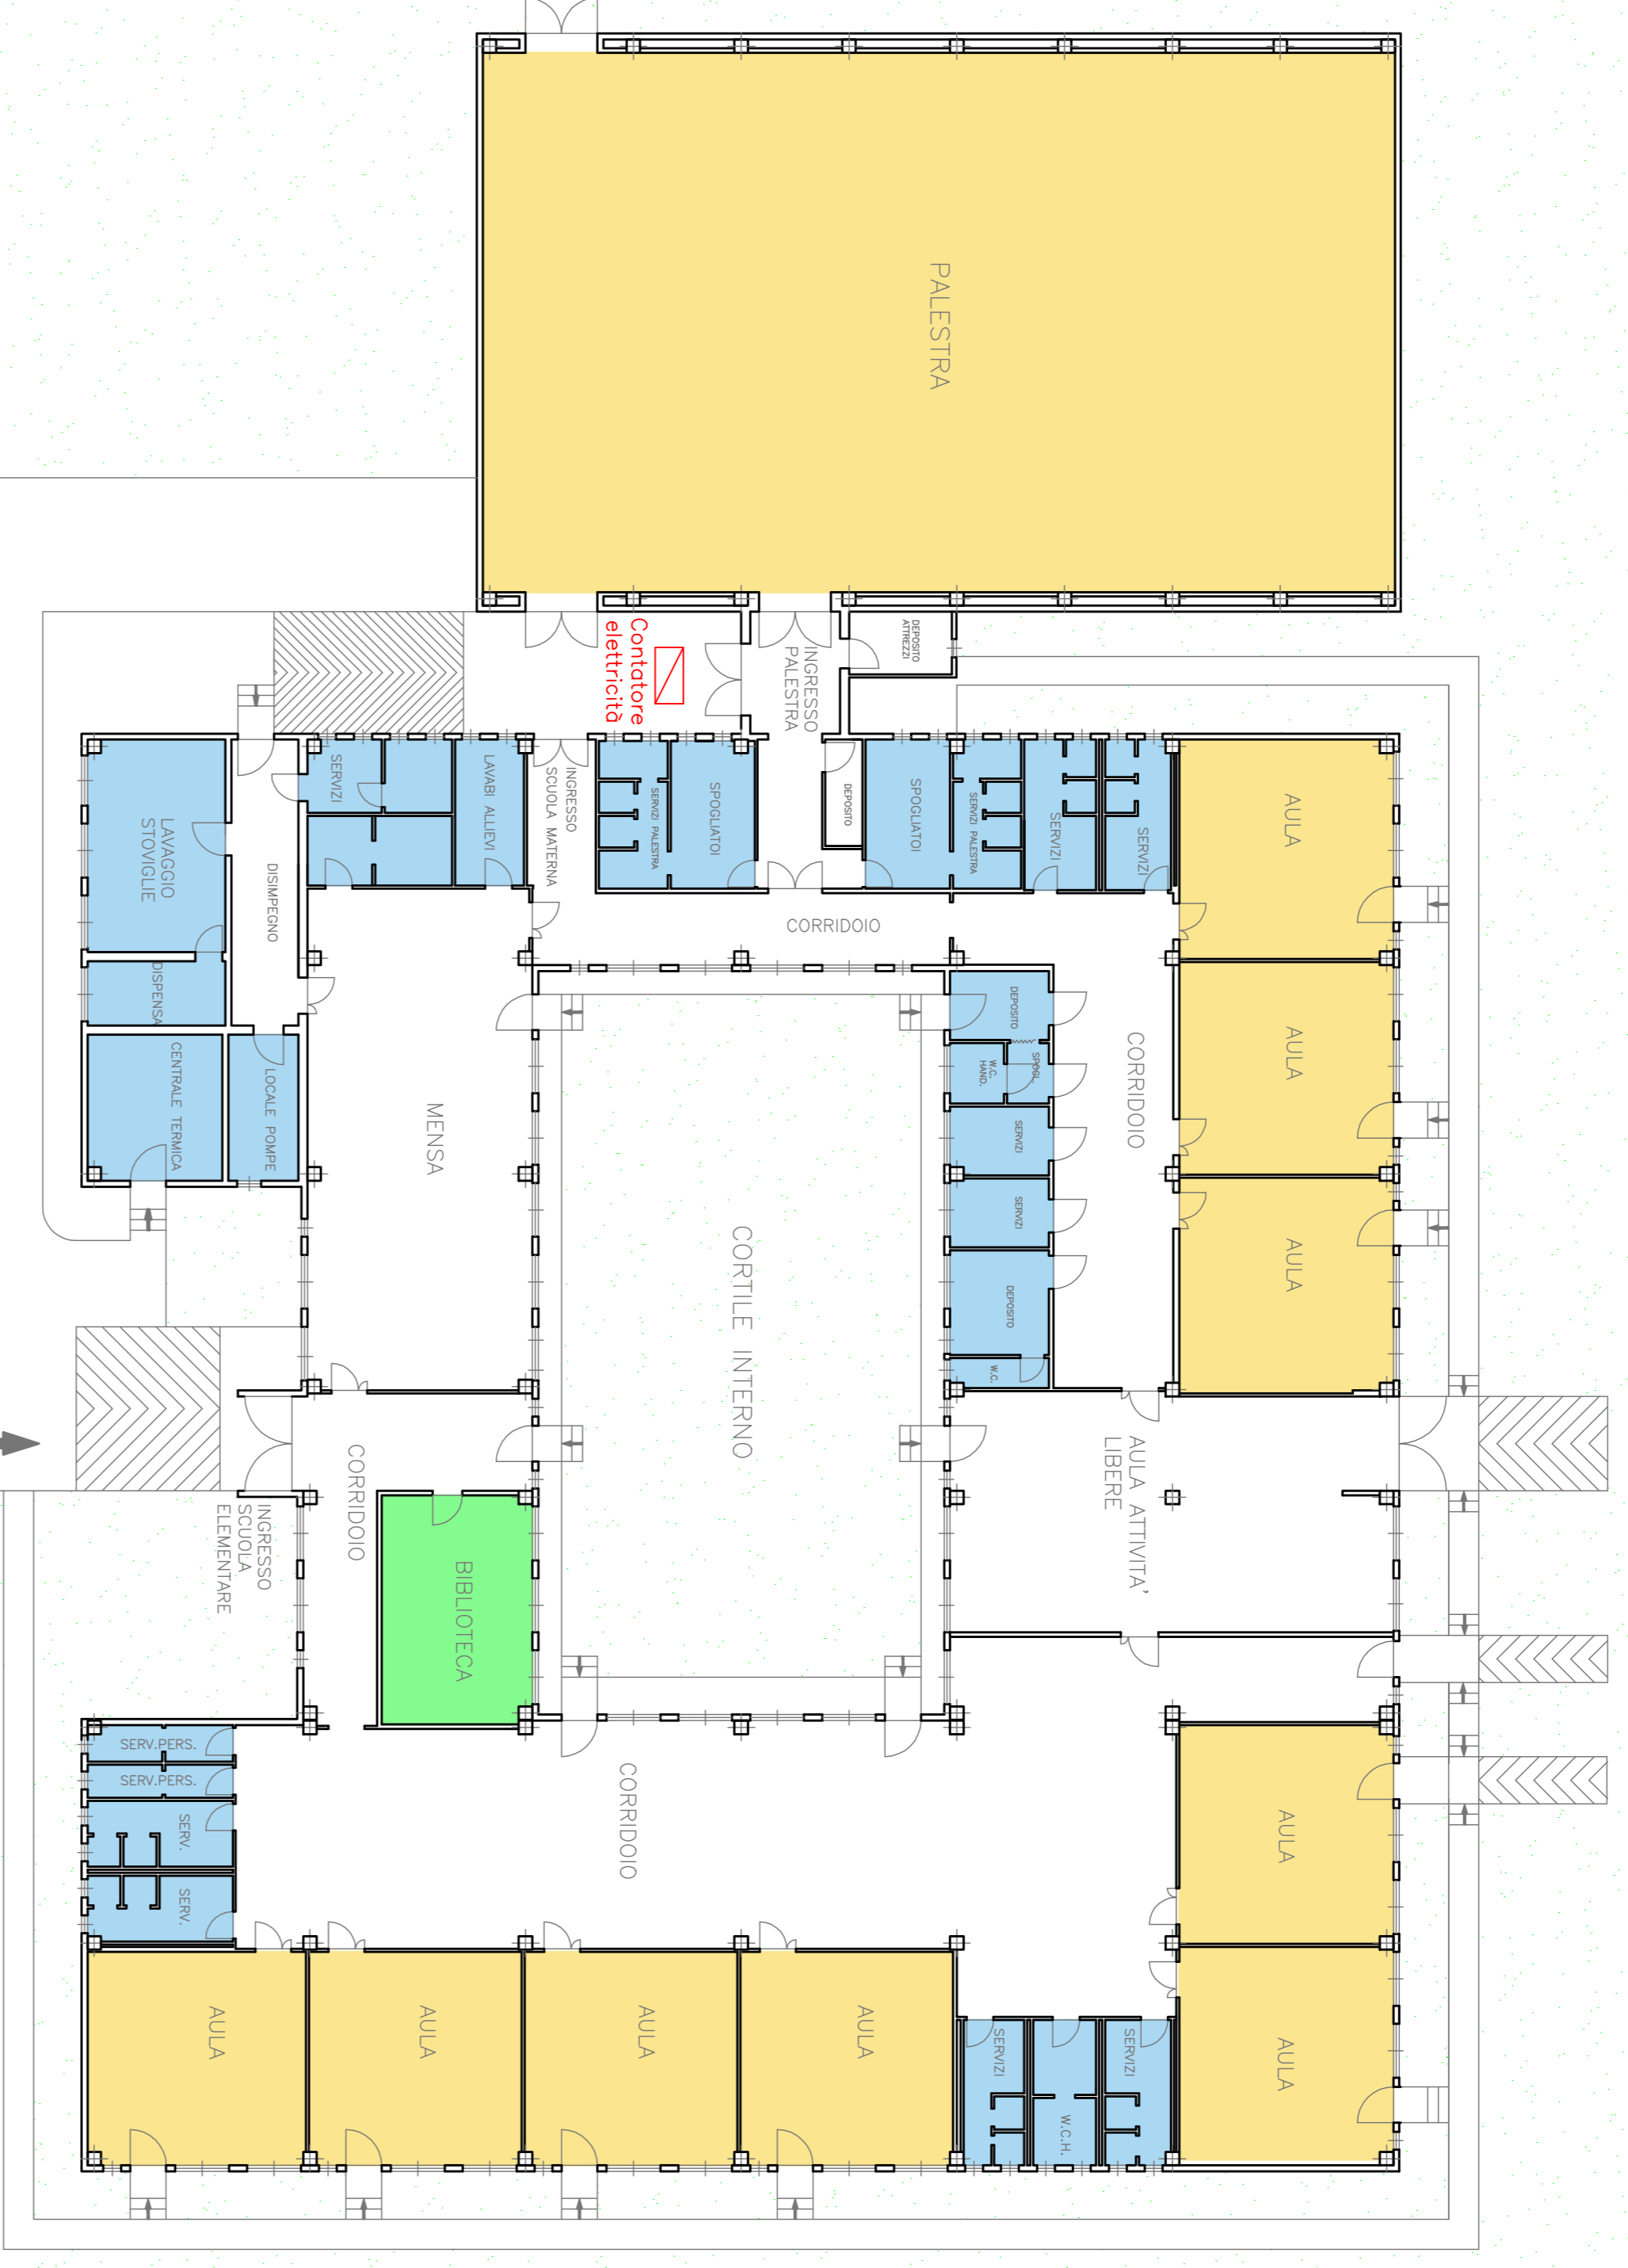 PALESTRA
DEPOSITO
ATTREZZI
INGRESSO
PALESTRA
Contatore
elettricità
AULA
SERVIZI
SERVIZI
SERVIZI PALESTRA
SPOGLIATOI
DEPOSITO
SPOGLIATOI
SERVIZI PALESTRA
INGRESSO
SCUOLA MATERNA
LAVABI ALLIEVI
SERVIZI
LAVAGGIO
STOVIGLIE
DISIMPEGNO
CORRIDOIO
DISPENSA
AULA
CORRIDOIO
DEPOSITO
SPOGL.
W.C.
HAND.
SERVIZI
SERVIZI
DEPOSITO
W.C.
MENSA
LOCALE POMPE
CENTRALE TERMICA
AULA
CORTILE INTERNO
AULA ATTIVITA'
LIBERE
CORRIDOIO
BIBLIOTECA
INGRESSO
SCUOLA
ELEMENTARE
SERV.PERS.
SERV.PERS.
SERV.
SERV.
CORRIDOIO
AULA
AULA
AULA
AULA
AULA
AULA
SERVIZI
W.C.H.
SERVIZI